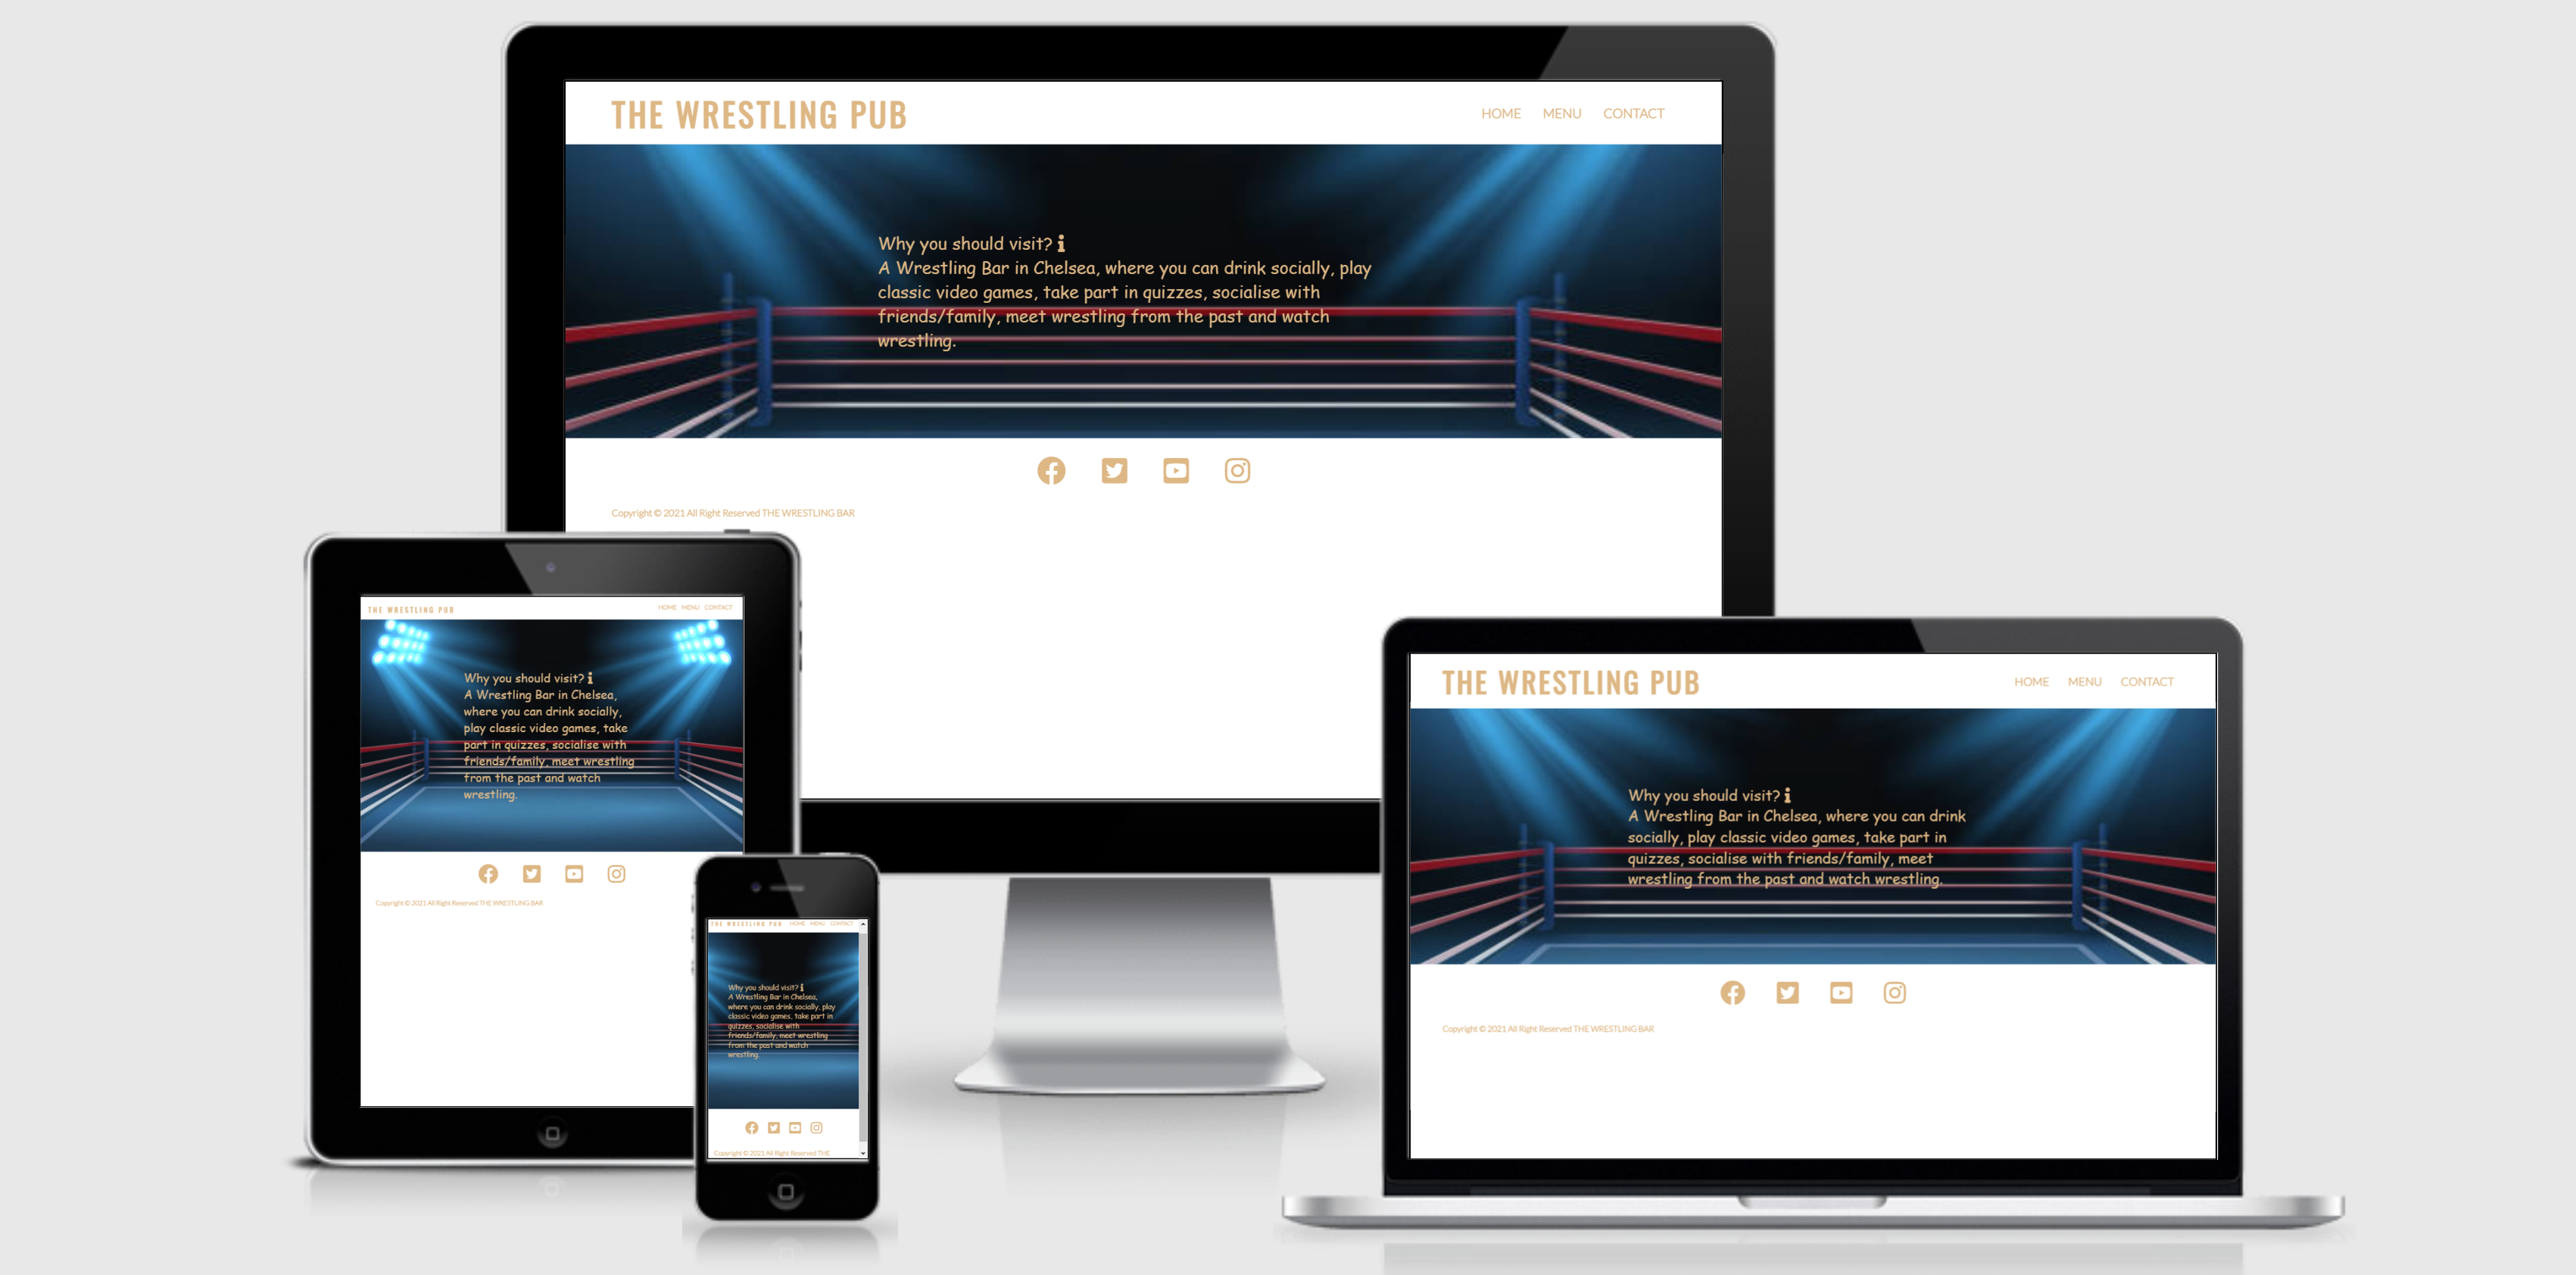 THE WRESTLING PUB
HOME MENU CONTACT
Why you should visit?
A Wrestling Bar in Chelsea, where you can drink socially, play
classic video games, take part in quizzes, socialise with
friends/family, meet wrestling from the past and watch
wrestling.
Copyright © 2021 All Right Reserved THE WRESTLING BAR
THE WRESTLING PUB
HOME MENU CONTACT
Why you should visit?
A Wrestling Bar in Chelsea,
where you can drink socially,
play classic video games, take
part in quizzes, socialise with
friends/family, meet wrestling
from the past and watch
wrestling.
Copyright © 2021 All Right Reserved THE WRESTLING BAR
THE WRESTLING PUB
HOME MENU CONTACT
Why you should visit?
A Wrestling Bar in Chelsea,
where you can drink socially, play
classic video games, take part in
quizzes, socialise with
friends/family, meet wrestling
from the past and watch
wrestling.
Copyright © 2021 All Right Reserved THE
THE WRESTLING PUB
HOME MENU CONTACT
Why you should visit?
A Wrestling Bar in Chelsea, where you can drink
socially, play classic video games, take part in
quizzes, socialise with friends/family, meet
wrestling from the past and watch wrestling.
Copyright © 2021 All Right Reserved THE WRESTLING BAR